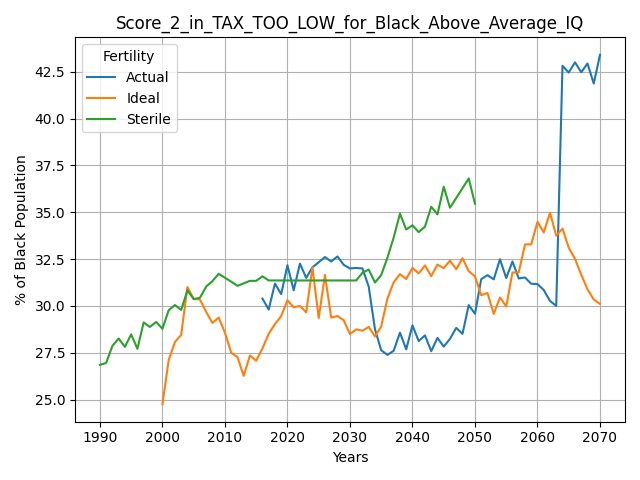 Score_2_in_TAX_TOO_LOW_for_Black_Above_Average_IQ
Fertility
Actual
Ideal
Sterile
% of Black Population
42.5
40.0
37.5
35.0
32.5
30.0
27.5
25.0
1990 2000 2010 2020 2030 2040 2050 2060 2070
Years